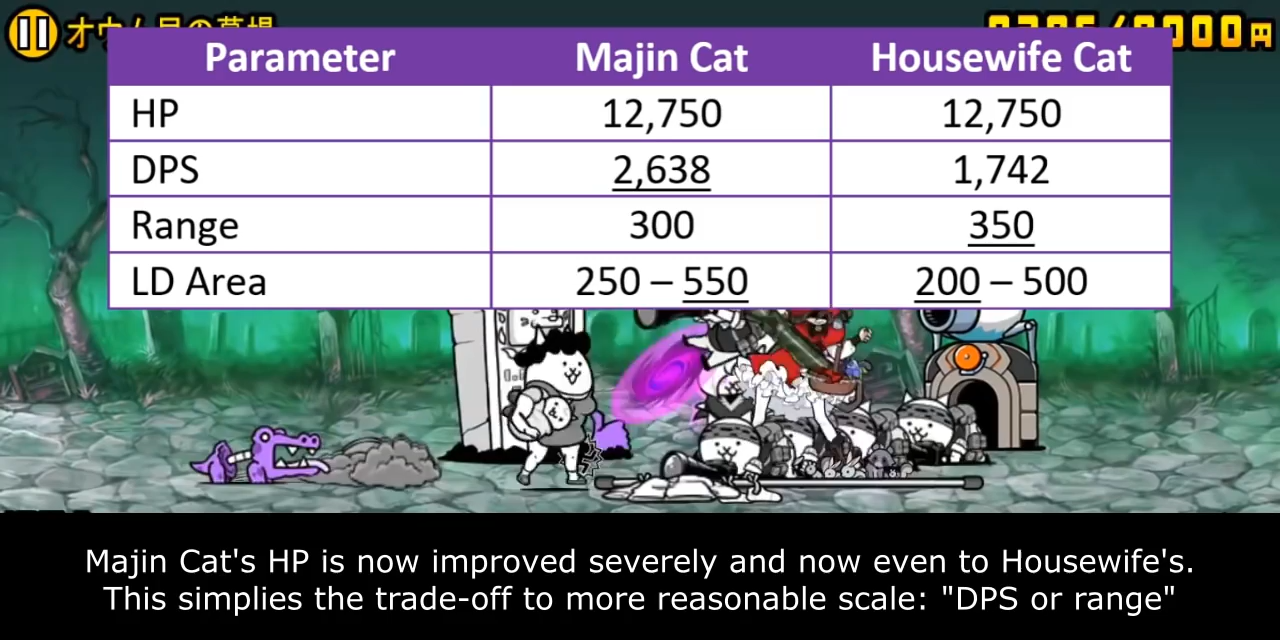 Parameter Majin Cat Housewife Cat
HP 12,750 12,750
DPS 2,638 1,742
Range 300 350
LD Area 250 – 550 200 – 500
Majin Cat's HP is now improved severely and now even to Housewife's.
This simplies the trade-off to more reasonable scale: "DPS or range"